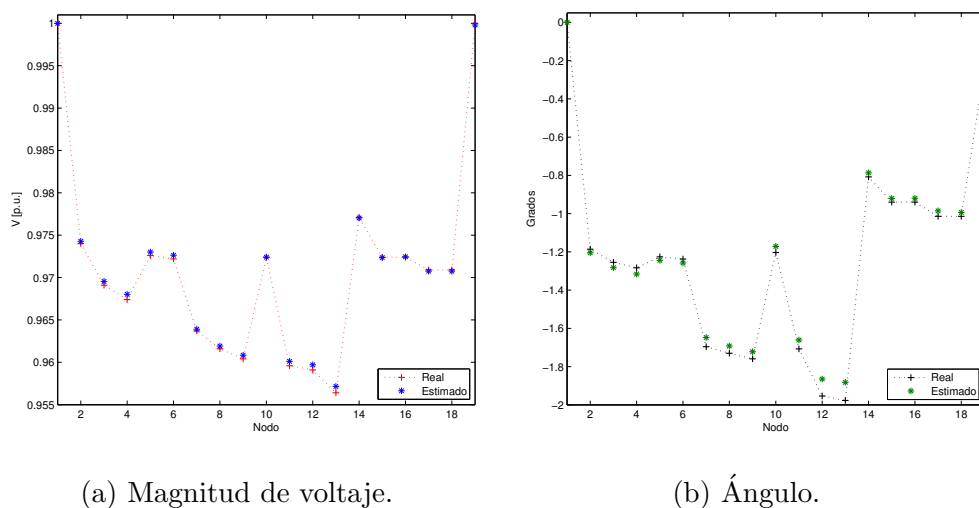 1
0.995
0.99
0.985
0.98
0.975
0.97
0.965
0.96
0.955
V [p.u.]
2 4 6 8 10 12 14 16 18
Nodo
Real
Estimado
0
−0.2
−0.4
−0.6
−0.8
−1
−1.2
−1.4
−1.6
−1.8
−2
Grados
2 4 6 8 10 12 14 16 18
Nodo
Real
Estimado
(a) Magnitud de voltaje.
(b) Ángulo.